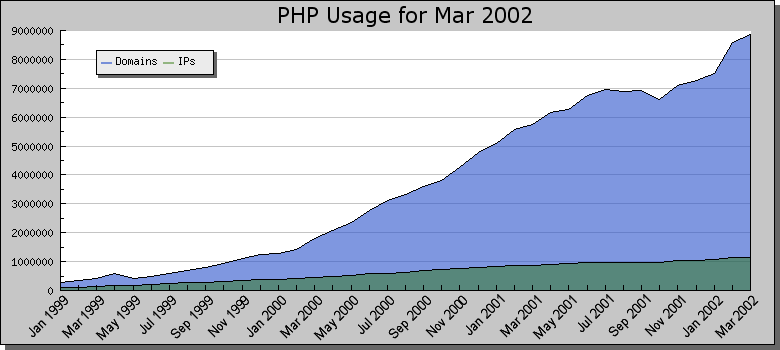 PHP Usage for Mar 2002
9000000
8000000
7000000
6000000
5000000
4000000
3000000
2000000
1000000
0
Domains IPs
Jan 1999
Mar 1999
May 1999
Jul 1999
Sep 1999
Nov 1999
Jan 2000
Mar 2000
May 2000
Jul 2000
Sep 2000
Nov 2000
Jan 2001
Mar 2001
May 2001
Jul 2001
Sep 2001
Nov 2001
Jan 2002
Mar 2002